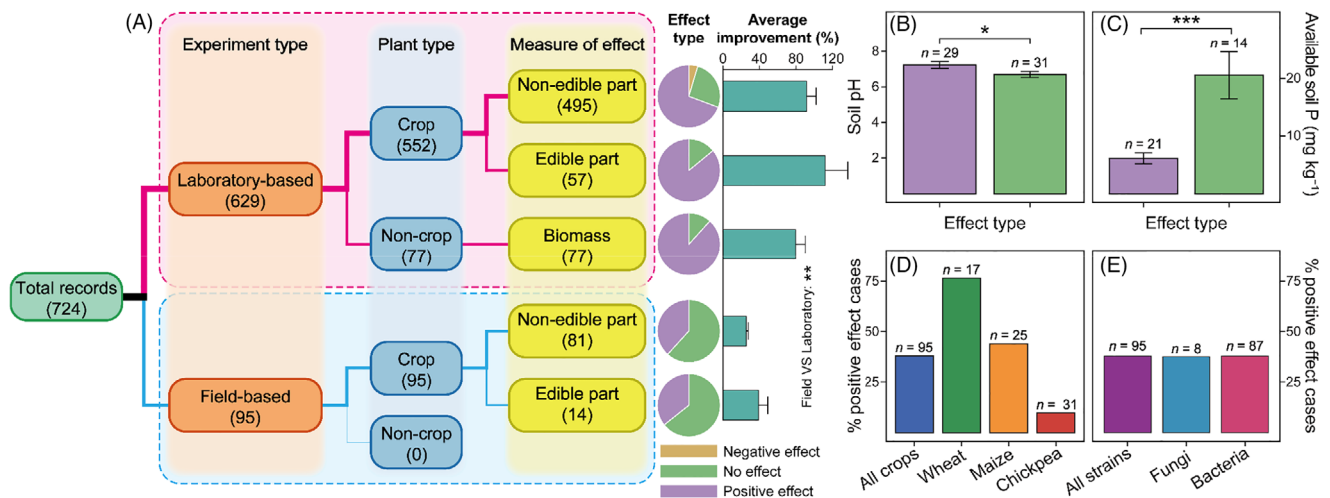 (A)
Experiment type
Plant type
Measure of effect
Effect
type
Average
improvement (%)
0 40 80 120
Total records
(724)
Laboratory-based
(629)
Field-based
(95)
Crop
(552)
Non-crop
(77)
Crop
(95)
Non-crop
(0)
Non-edible part
(495)
Edible part
(57)
Biomass
(77)
Non-edible part
(81)
Edible part
(14)
Field VS Laboratory: **
Negative effect
No effect
Positive effect
(B)
*
n = 29
n = 31
Soil pH
8
6
4
2
Effect type
(C)
***
n = 14
n = 21
Available soil P (mg kg⁻¹)
20
10
Effect type
(D)
% positive effect cases
75
50
25
n = 95
n = 17
n = 25
n = 31
All crops
Wheat
Maize
Chickpea
(E)
% positive effect cases
75
50
25
n = 95
n = 8
n = 87
All strains
Fungi
Bacteria